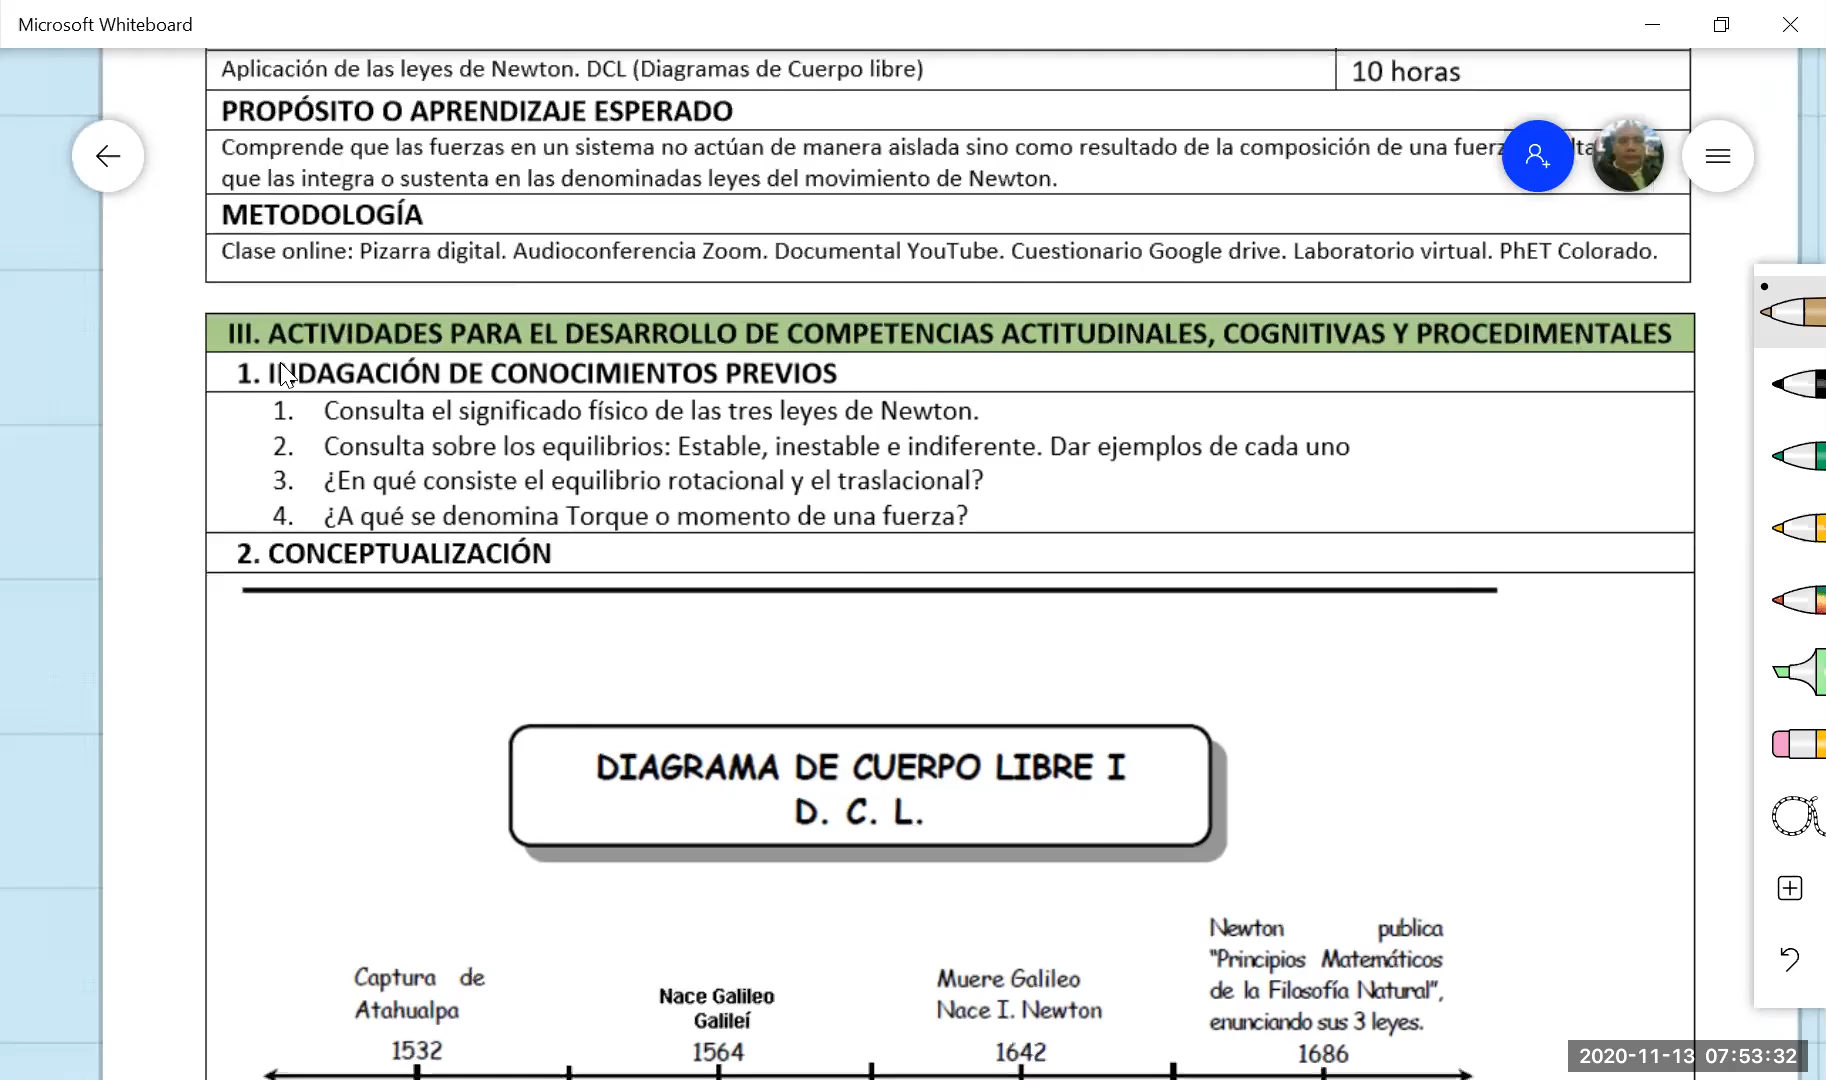 Microsoft Whiteboard
Aplicación de las leyes de Newton. DCL (Diagramas de Cuerpo libre)
10 horas
PROPÓSITO O APRENDIZAJE ESPERADO
Comprende que las fuerzas en un sistema no actúan de manera aislada sino como resultado de la composición de una
que las integra o sustenta en las denominadas leyes del movimiento de Newton.
METODOLOGÍA
Clase online: Pizarra digital. Audioconferencia Zoom. Documental YouTube. Cuestionario Google drive. Laboratorio virtual. PhET Colorado.
III. ACTIVIDADES PARA EL DESARROLLO DE COMPETENCIAS ACTITUDINALES, COGNITIVAS Y PROCEDIMENTALES
1. INDAGACIÓN DE CONOCIMIENTOS PREVIOS
1. Consulta el significado físico de las tres leyes de Newton.
2. Consulta sobre los equilibrios: Estable, inestable e indiferente. Dar ejemplos de cada uno
3. ¿En qué consiste el equilibrio rotacional y el traslacional?
4. ¿A qué se denomina Torque o momento de una fuerza?
2. CONCEPTUALIZACIÓN
DIAGRAMA DE CUERPO LIBRE I
D. C. L.
Captura de
Atahualpa
1532
Nace Galileo
Galileí
1564
Muere Galileo
Nace I. Newton
1642
Newton publica
"Principios Matemáticos
de la Filosofía Natural",
enunciando sus 3 leyes.
1686
2020-11-13 07:53:32